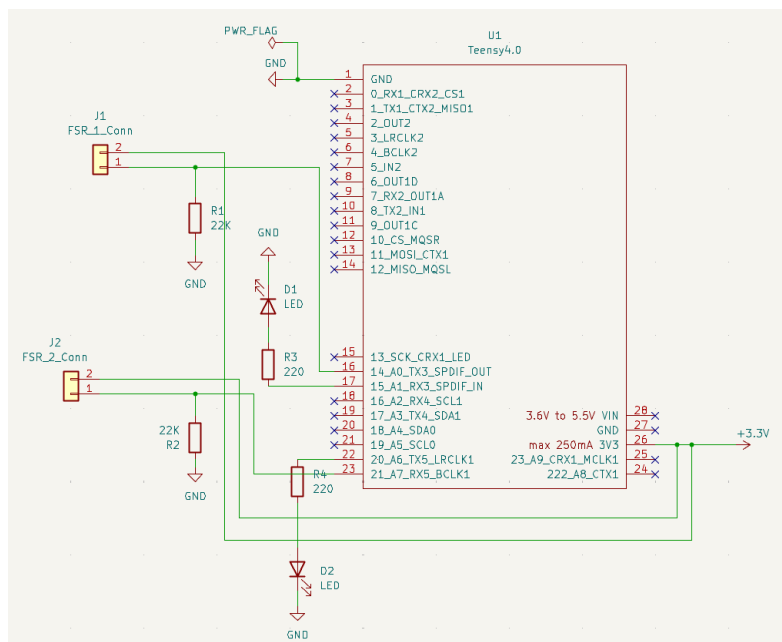 PWR_FLAG
GND
U1
Teensy4.0
1 GND
2 0_RX1_CRX2_CS1
3 1_TX1_CTX2_MISO1
4 2_OUT2
5 3_LRCLK2
6 4_BCLK2
7 5_IN2
8 6_OUT1D
9 7_RX2_OUT1A
10 8_TX2_IN1
11 9_OUT1C
12 10_CS_MQSR
13 11_MOSI_CTX1
14 12_MISO_MQSL
J1
FSR_1_Conn
2
1
R1
22K
GND
GND
D1
LED
R3
220
J2
FSR_2_Conn
2
1
22K
R2
GND
15 13_SCK_CRX1_LED
16 14_A0_TX3_SPDIF_OUT
17 15_A1_RX3_SPDIF_IN
18 16_A2_RX4_SCL1
19 17_A3_TX4_SDA1
20 18_A4_SDA0
21 19_A5_SCL0
22 20_A6_TX5_LRCLK1
23 21_A7_RX5_BCLK1
3.6V to 5.5V VIN 28
GND 27
max 250mA 3V3 26
23_A9_CRX1_MCLK1 25
222_A8_CTX1 24
+3.3V
R4
220
D2
LED
GND